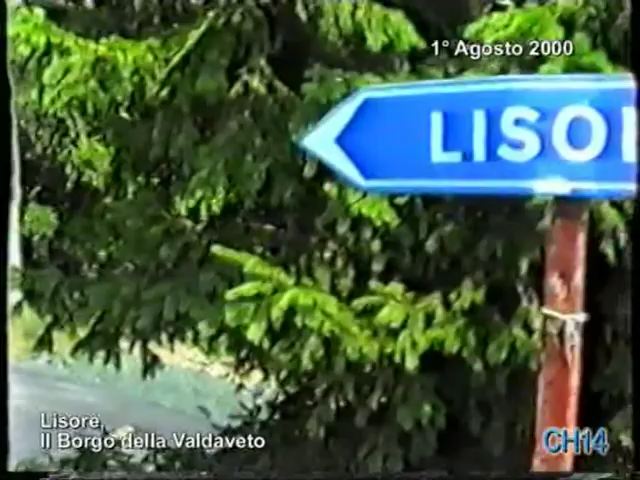 1° Agosto 2000
LISOR
Lisore
Il Borgo della Valdaveto
CH14